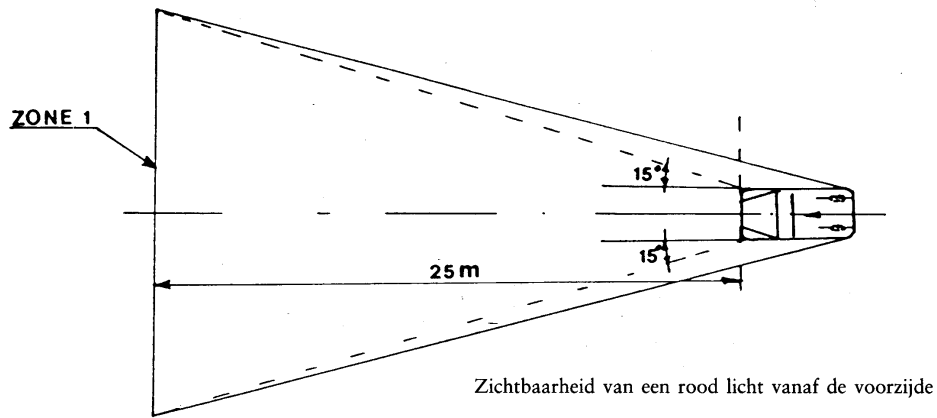 ZONE 1
15°
15°
25 m
Zichtbaarheid van een rood licht vanaf de voorzijde